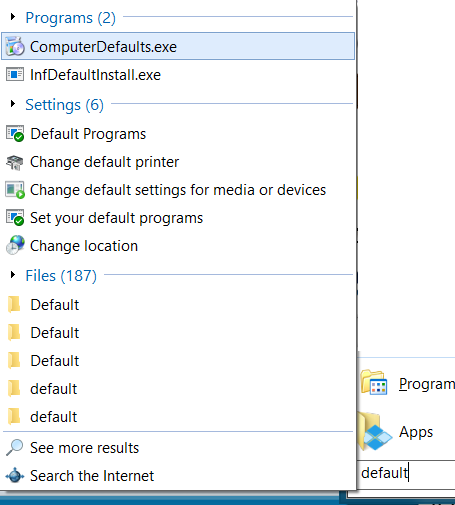 Programs (2)
ComputerDefaults.exe
InfDefaultInstall.exe
Settings (6)
Default Programs
Change default printer
Change default settings for media or devices
Set your default programs
Change location
Files (187)
Default
Default
Default
default
default
See more results
Search the Internet
Program
Apps
default